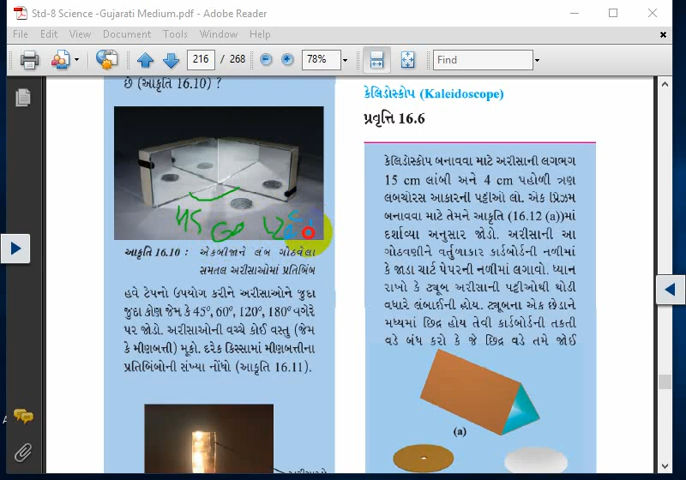 Std-8 Science -Gujarati Medium.pdf - Adobe Reader
File Edit View Document Tools Window Help
216 / 268 78% Find
છે (આકૃતિ 16.10) ?
45 60 120
આકૃતિ 16.10 : એકબીજાને લંબ ગોઠવેલા
સમતલ અરીસાઓમાં પ્રતિબિંબ
હવે ટેપનો ઉપયોગ કરીને અરીસાઓને જુદા
જુદા કોણ જેમ કે 45°, 60°, 120°, 180° વગેરે
પર જોડો. અરીસાઓની વચ્ચે કોઈ વસ્તુ (જેમ
કે મીણબત્તી) મૂકો. દરેક કિસ્સામાં મીણબત્તીના
પ્રતિબિંબોની સંખ્યા નોંધો (આકૃતિ 16.11).
કેલિડોસ્કોપ (Kaleidoscope)
પ્રવૃત્તિ 16.6
કેલિડોસ્કોપ બનાવવા માટે અરીસાની લગભગ
15 cm લાંબી અને 4 cm પહોળી ત્રણ
લંબચોરસ આકારની પટ્ટીઓ લો. એક પ્રિઝમ
બનાવવા માટે તેમને આકૃતિ (16.12 (a))માં
દર્શાવ્યા અનુસાર જોડો. અરીસાની આ
ગોઠવણીને વર્તુળાકાર કાર્ડબોર્ડની નળીમાં
કે જાડા ચાર્ટ પેપરની નળીમાં લગાવો. ધ્યાન
રાખો કે ટ્યૂબ અરીસાની પટ્ટીઓથી થોડી
વધારે લંબાઈની હોય. ટ્યૂબના એક છેડાને
મધ્યમાં છિદ્ર હોય તેવી કાર્ડબોર્ડની તકતી
વડે બંધ કરો કે જે છિદ્ર વડે તમે જોઈ
(a)